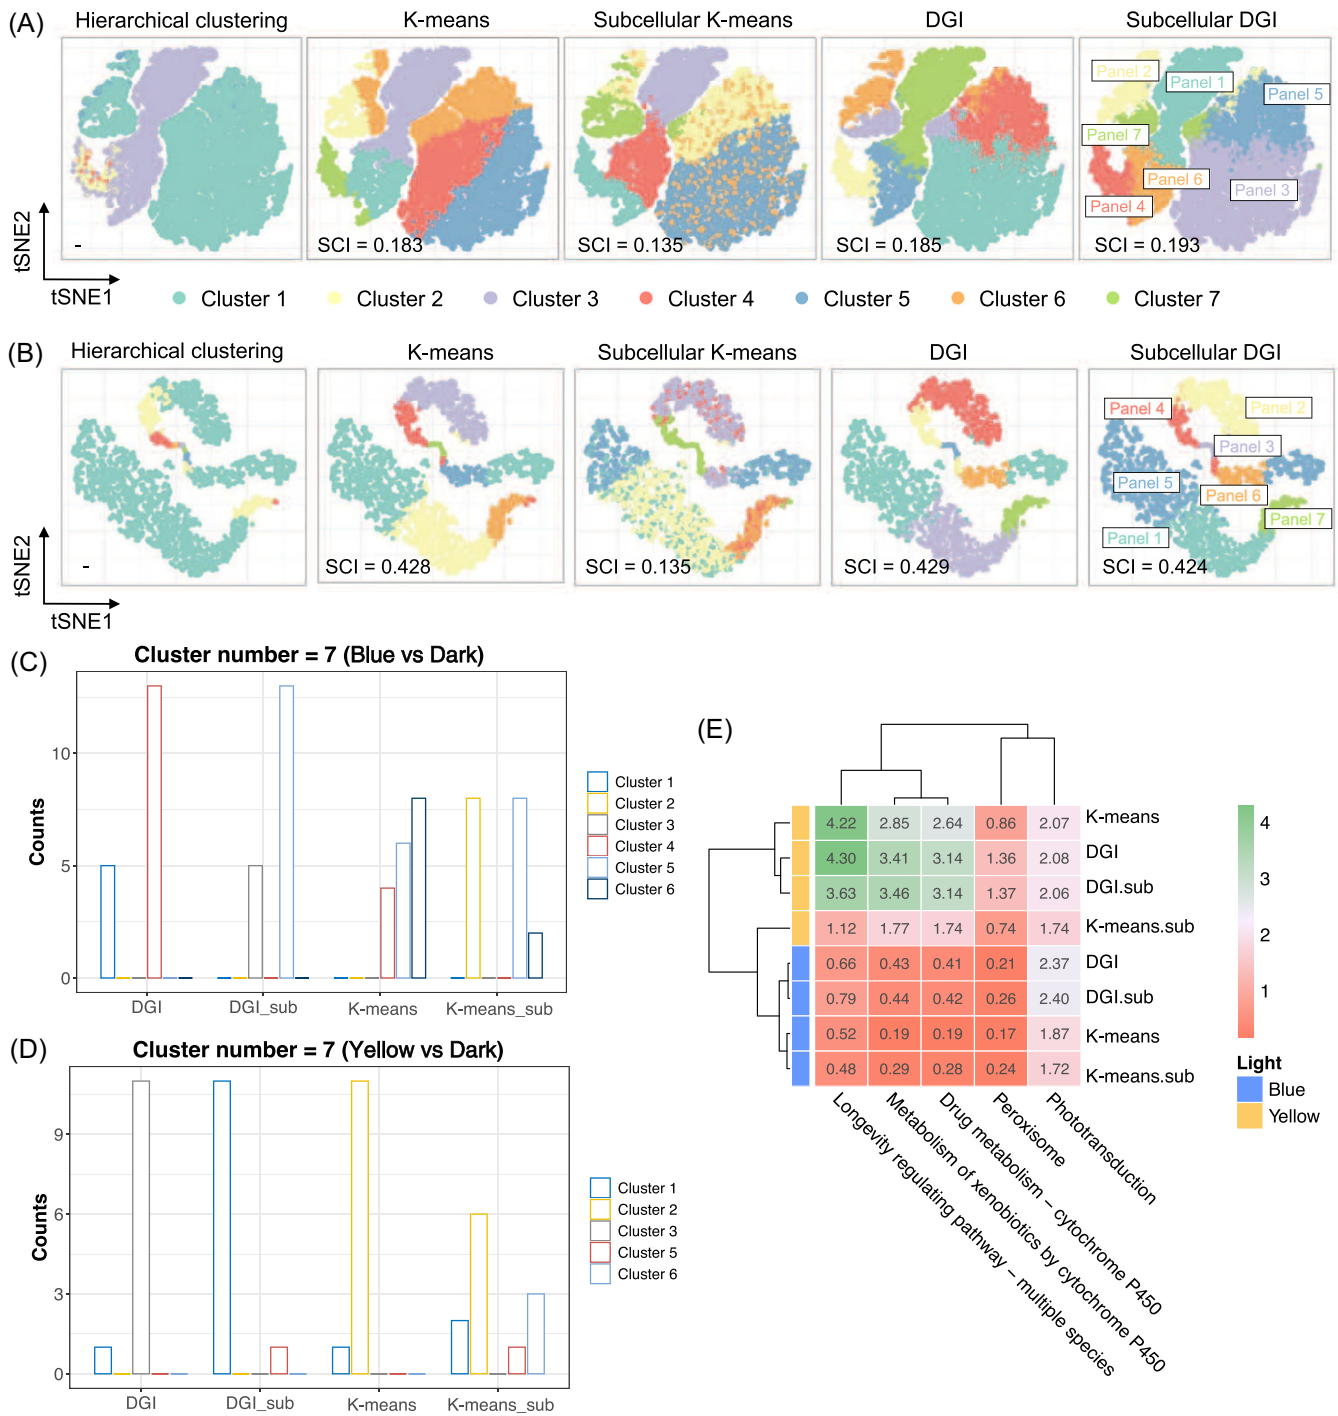 (A)
Hierarchical clustering
K-means
Subcellular K-means
DGI
Subcellular DGI
Panel 2
Panel 1
Panel 5
Panel 7
Panel 6
Panel 3
Panel 4
tSNE2
-
SCI = 0.183
SCI = 0.135
SCI = 0.185
SCI = 0.193
tSNE1
Cluster 1
Cluster 2
Cluster 3
Cluster 4
Cluster 5
Cluster 6
Cluster 7
(B)
Hierarchical clustering
K-means
Subcellular K-means
DGI
Subcellular DGI
Panel 4
Panel 2
Panel 3
Panel 5
Panel 6
Panel 7
Panel 1
tSNE2
-
SCI = 0.428
SCI = 0.135
SCI = 0.429
SCI = 0.424
tSNE1
(C)
Cluster number = 7 (Blue vs Dark)
Counts
10
5
0
DGI
DGI_sub
K-means
K-means_sub
Cluster 1
Cluster 2
Cluster 3
Cluster 4
Cluster 5
Cluster 6
(D)
Cluster number = 7 (Yellow vs Dark)
Counts
9
6
3
0
DGI
DGI_sub
K-means
K-means_sub
Cluster 1
Cluster 2
Cluster 3
Cluster 5
Cluster 6
(E)
4.22 2.85 2.64 0.86 2.07 K-means
4.30 3.41 3.14 1.36 2.08 DGI
3.63 3.46 3.14 1.37 2.06 DGI.sub
1.12 1.77 1.74 0.74 1.74 K-means.sub
0.66 0.43 0.41 0.21 2.37 DGI
0.79 0.44 0.42 0.26 2.40 DGI.sub
0.52 0.19 0.19 0.17 1.87 K-means
0.48 0.29 0.28 0.24 1.72 K-means.sub
Longevity regulating pathway – multiple species
Metabolism of xenobiotics by cytochrome P450
Drug metabolism – cytochrome P450
Peroxisome
Phototransduction
4
3
2
1
Light
Blue
Yellow